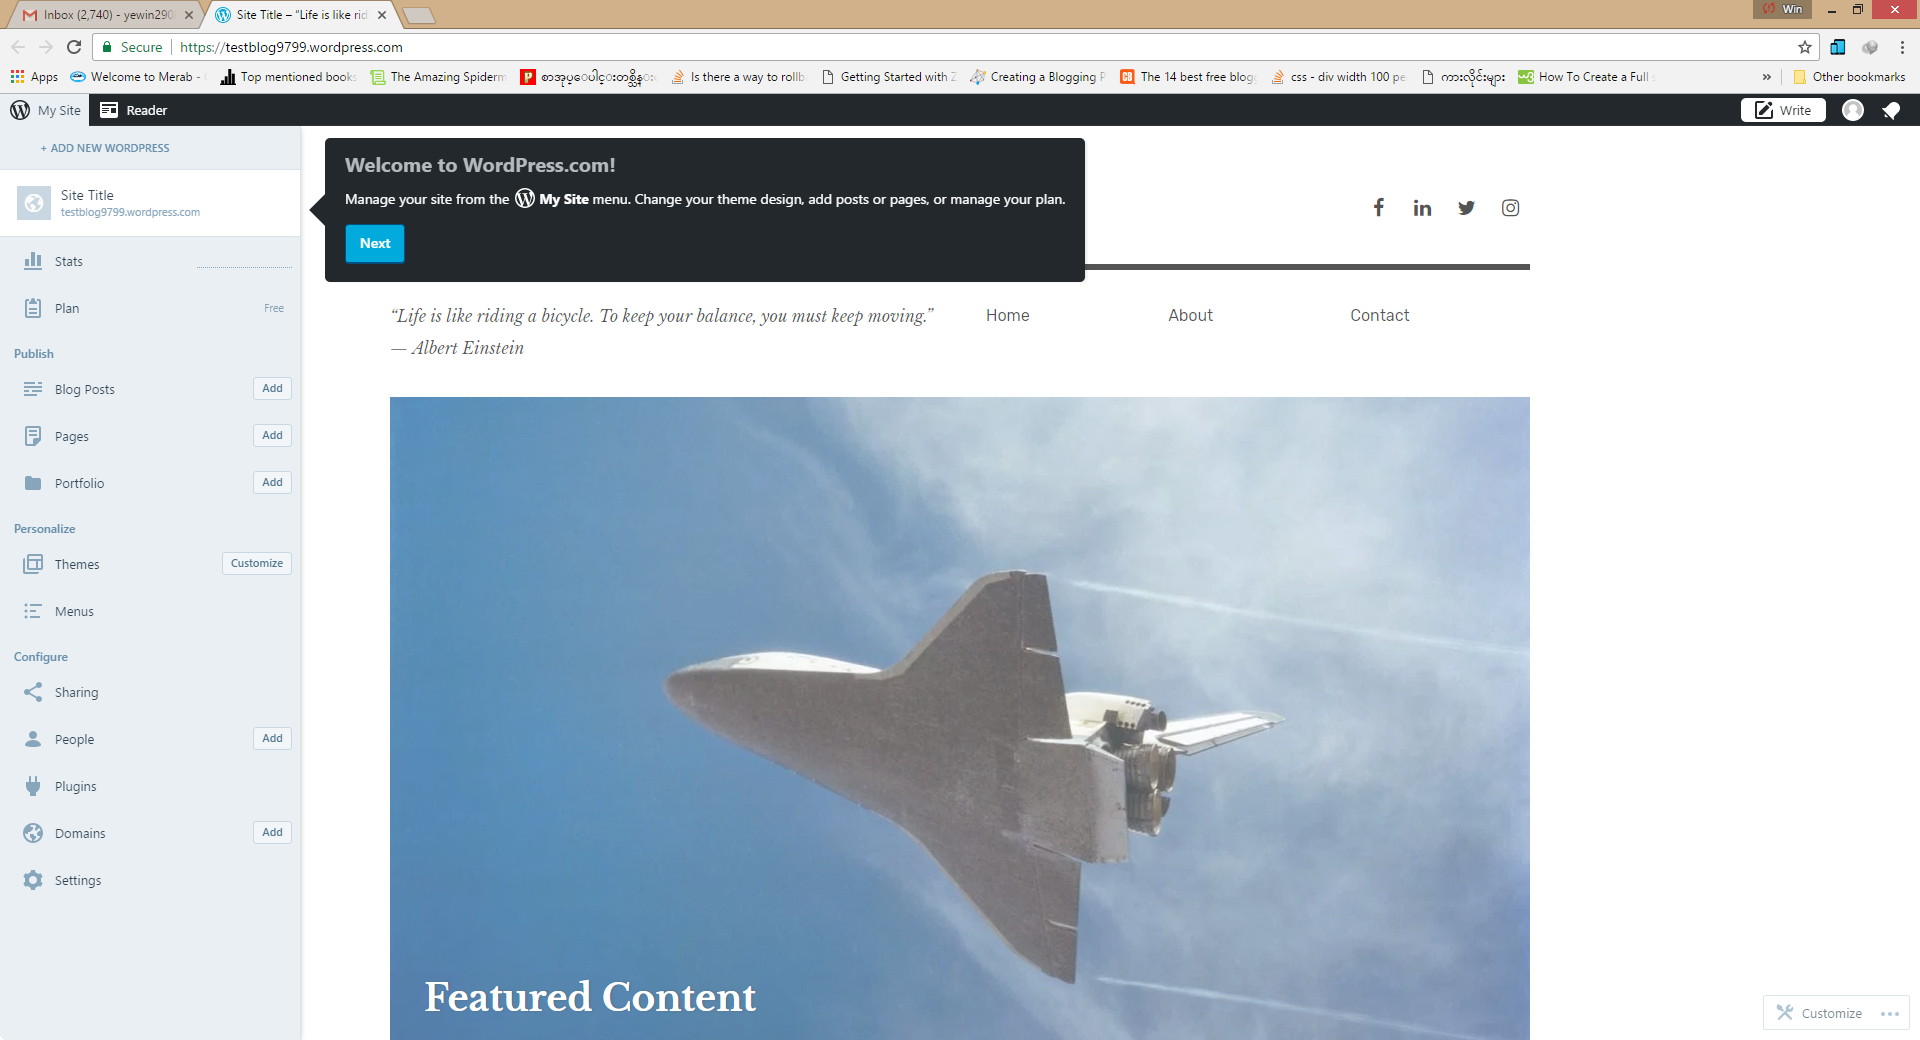 Inbox (2,740) - yewin290
Site Title – “Life is like rid
Win
Secure
https://testblog9799.wordpress.com
Apps
Welcome to Merab -
Top mentioned books
The Amazing Spiderm
Is there a way to rollb
Getting Started with Z
Creating a Blogging P
The 14 best free blog
css - div width 100 pe
ကားလိုင်းများ
How To Create a Full
»
Other bookmarks
My Site
Reader
Write
+ ADD NEW WORDPRESS
Site Title
testblog9799.wordpress.com
Stats
Plan
Free
Publish
Blog Posts
Add
Pages
Add
Portfolio
Add
Personalize
Themes
Customize
Menus
Configure
Sharing
People
Add
Plugins
Domains
Add
Settings
Welcome to WordPress.com!
Manage your site from the My Site menu. Change your theme design, add posts or pages, or manage your plan.
Next
“Life is like riding a bicycle. To keep your balance, you must keep moving.”
— Albert Einstein
Home
About
Contact
Featured Content
Customize